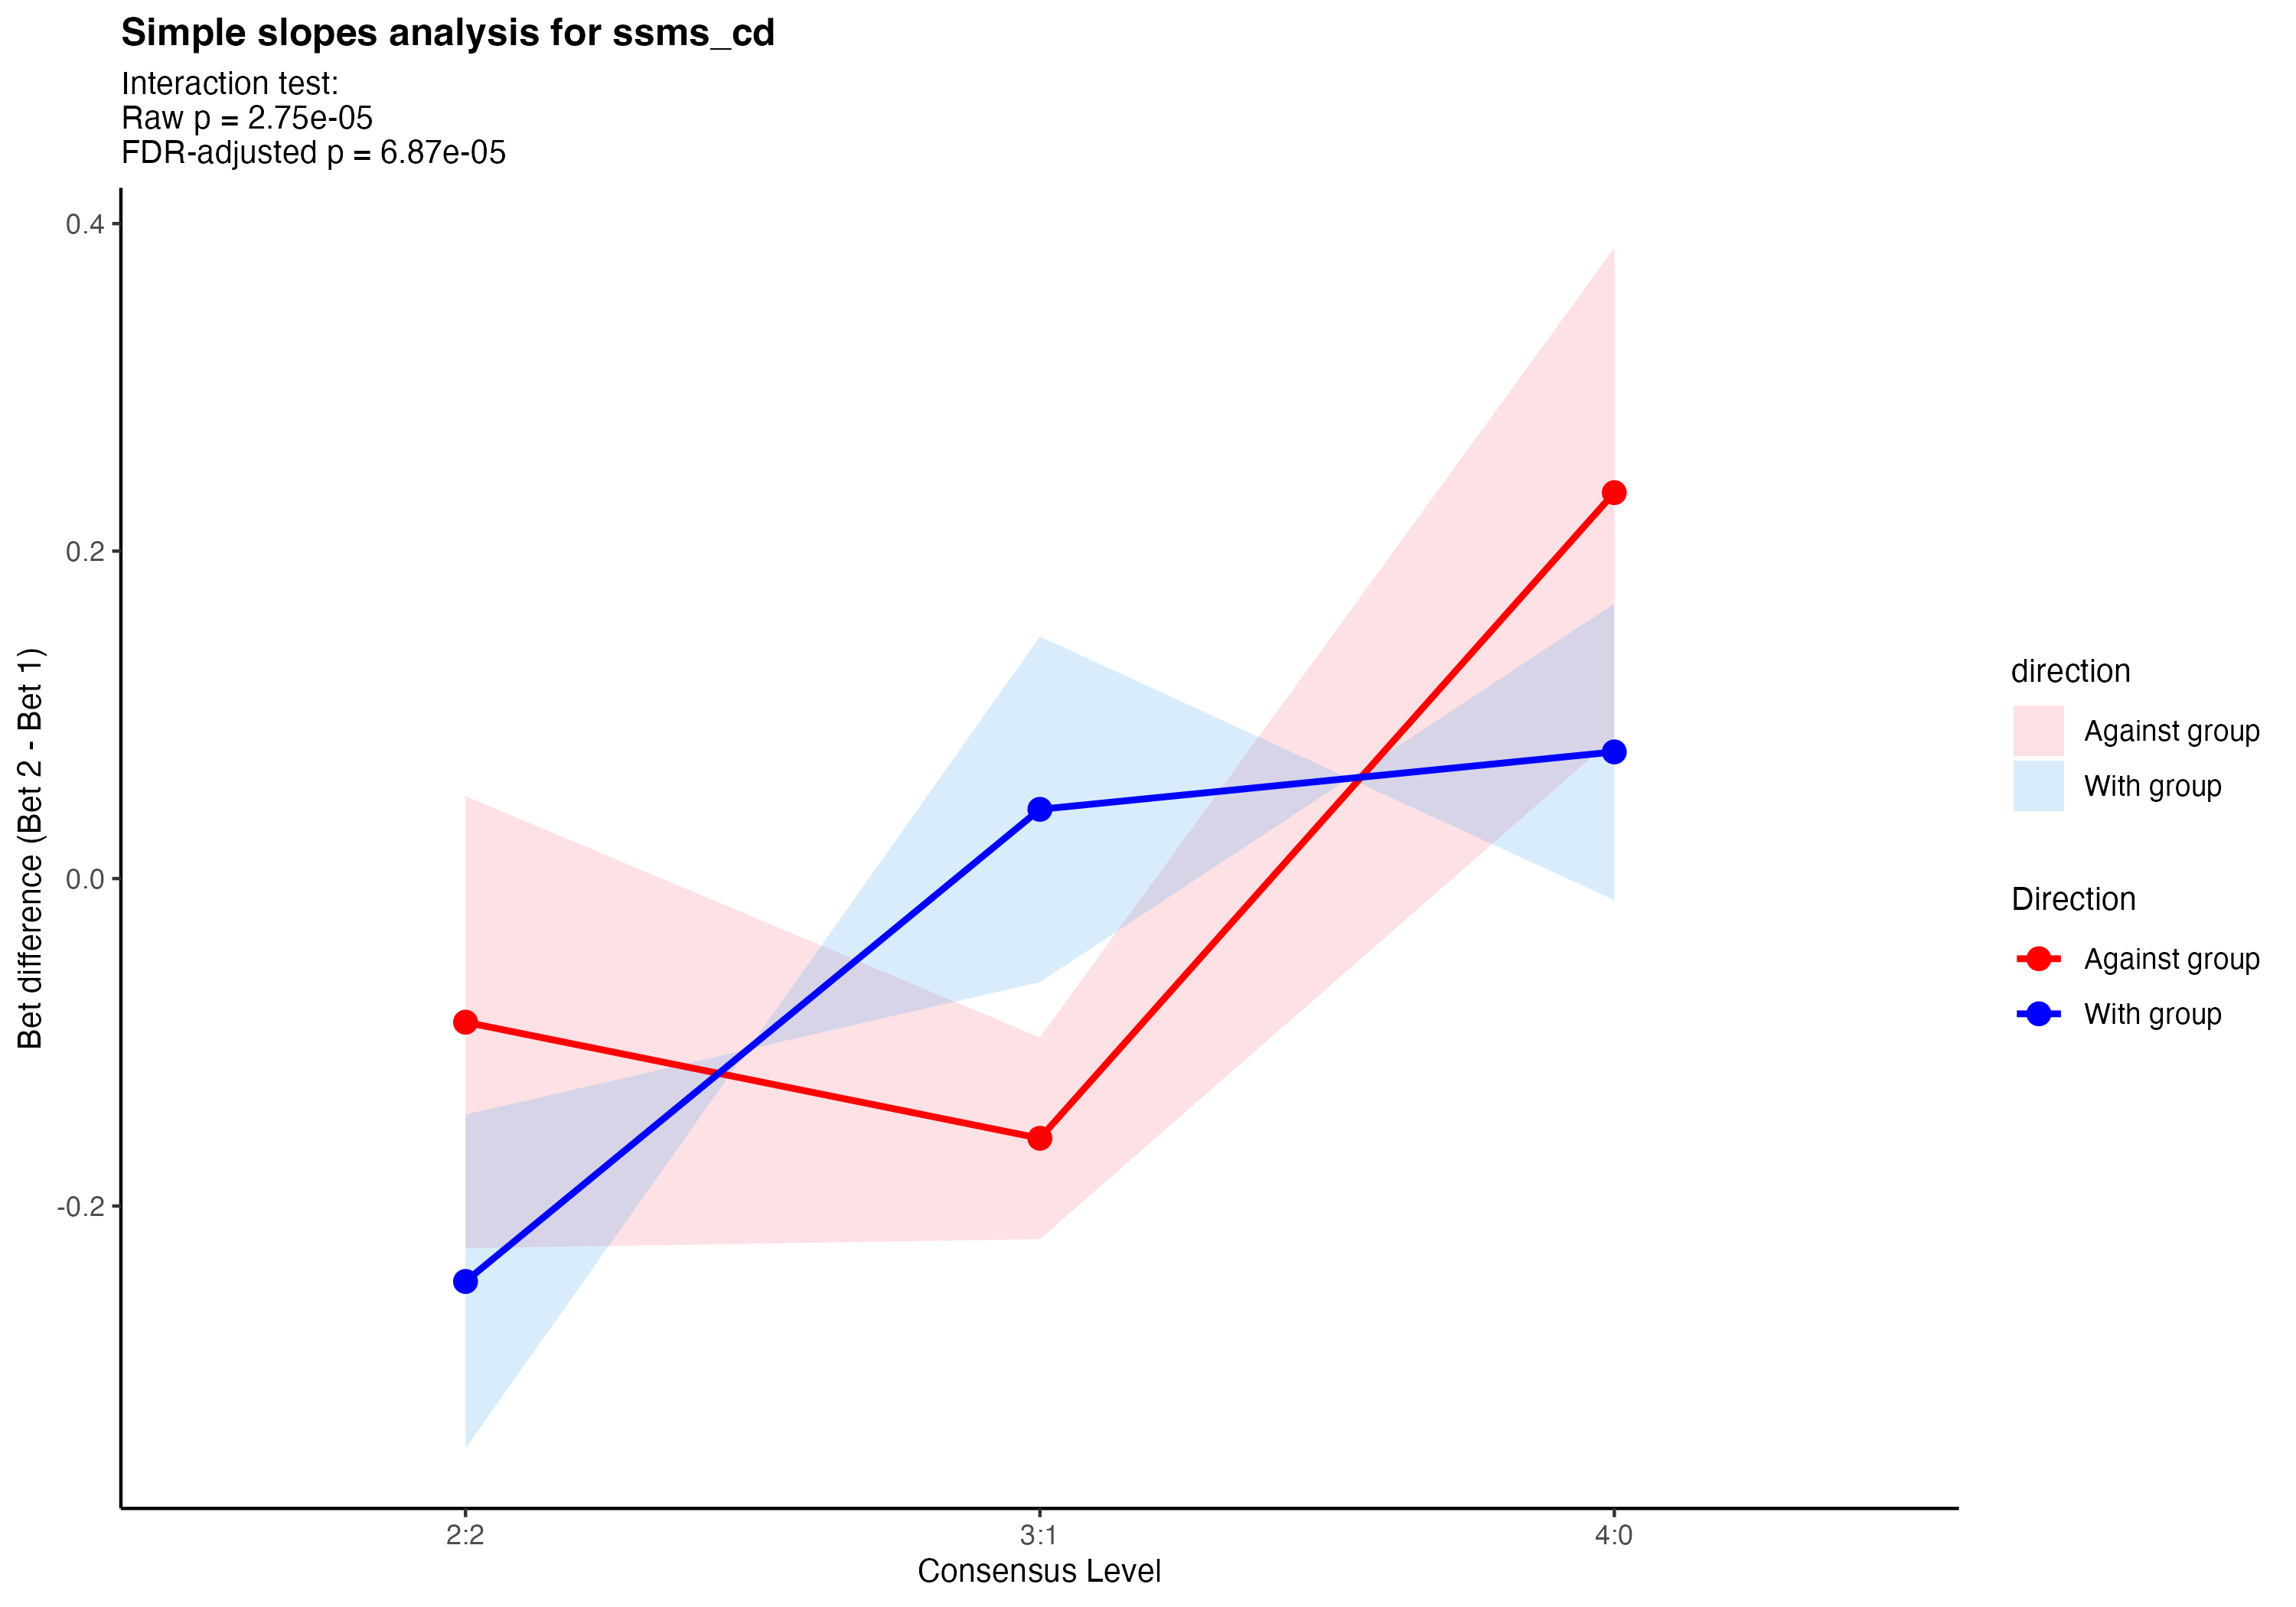 Simple slopes analysis for ssms_cd
Interaction test:
Raw p = 2.75e-05
FDR-adjusted p = 6.87e-05
0.4
0.2
0.0
-0.2
Bet difference (Bet 2 - Bet 1)
2:2
3:1
4:0
Consensus Level
direction
Against group
With group
Direction
Against group
With group